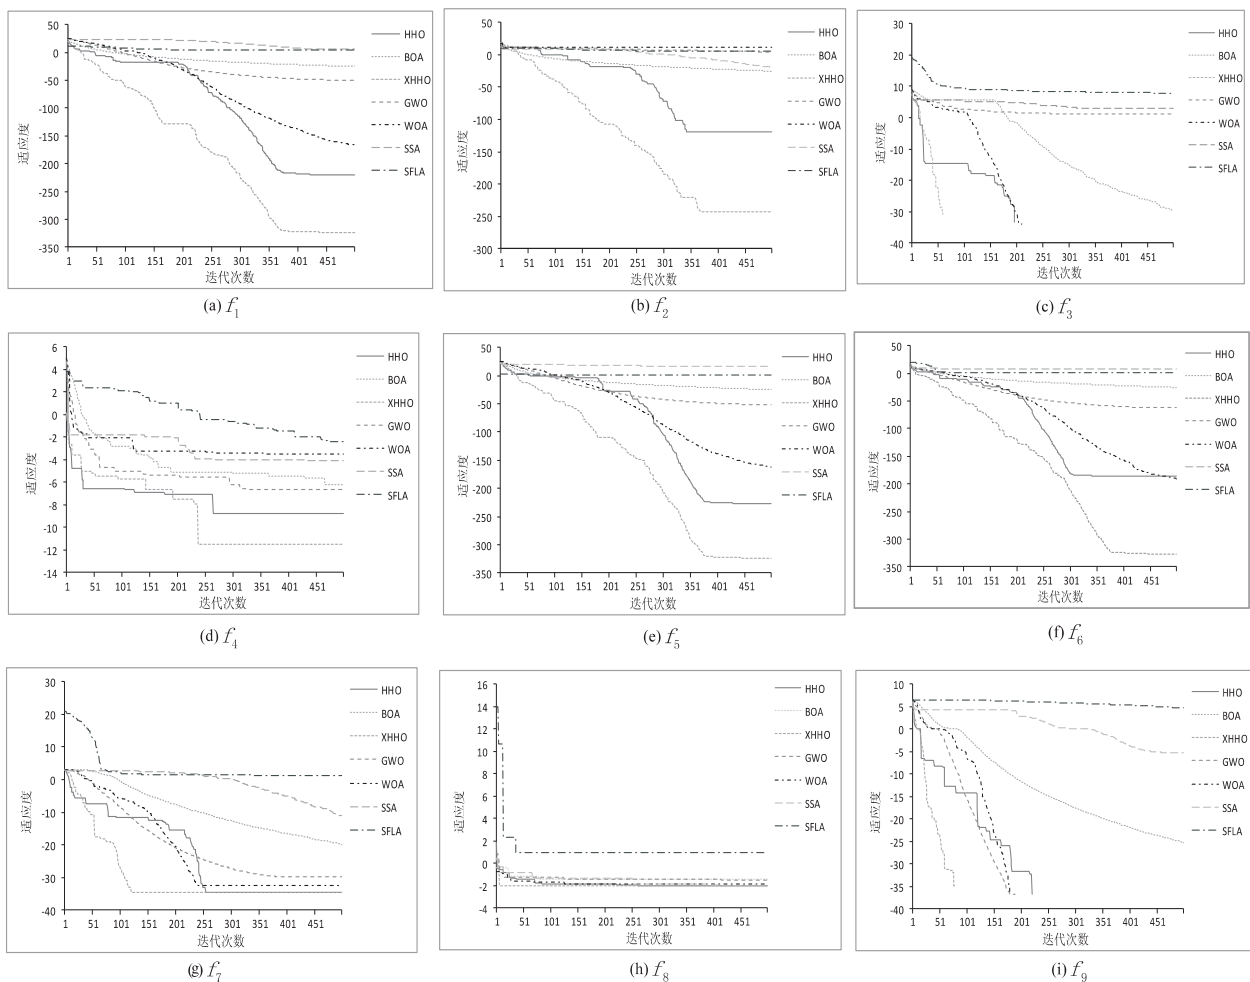 50
0
-50
-100
-150
-200
-250
-300
-350
适应度
1 51 101 151 201 251 301 351 401 451
迭代次数
HHO
BOA
XHHO
GWO
WOA
SSA
SFLA
(a) f1
50
0
-50
-100
-150
-200
-250
-300
适应度
1 51 101 151 201 251 301 351 401 451
迭代次数
HHO
BOA
XHHO
GWO
WOA
SSA
SFLA
(b) f2
30
20
10
0
-10
-20
-30
-40
适应度
1 51 101 151 201 251 301 351 401 451
迭代次数
HHO
BOA
XHHO
GWO
WOA
SSA
SFLA
(c) f3
6
4
2
0
-2
-4
-6
-8
-10
-12
-14
适应度
1 51 101 151 201 251 301 351 401 451
迭代次数
HHO
BOA
XHHO
GWO
WOA
SSA
SFLA
(d) f4
50
0
-50
-100
-150
-200
-250
-300
-350
适应度
1 51 101 151 201 251 301 351 401 451
迭代次数
HHO
BOA
XHHO
GWO
WOA
SSA
SFLA
(e) f5
50
0
-50
-100
-150
-200
-250
-300
-350
适应度
1 51 101 151 201 251 301 351 401 451
迭代次数
HHO
BOA
XHHO
GWO
WOA
SSA
SFLA
(f) f6
30
20
10
0
-10
-20
-30
-40
适应度
1 51 101 151 201 251 301 351 401 451
迭代次数
HHO
BOA
XHHO
GWO
WOA
SSA
SFLA
(g) f7
16
14
12
10
8
6
4
2
0
-2
-4
适应度
1 51 101 151 201 251 301 351 401 451
迭代次数
HHO
BOA
XHHO
GWO
WOA
SSA
SFLA
(h) f8
10
5
0
-5
-10
-15
-20
-25
-30
-35
-40
适应度
1 51 101 151 201 251 301 351 401 451
迭代次数
HHO
BOA
XHHO
GWO
WOA
SSA
SFLA
(i) f9